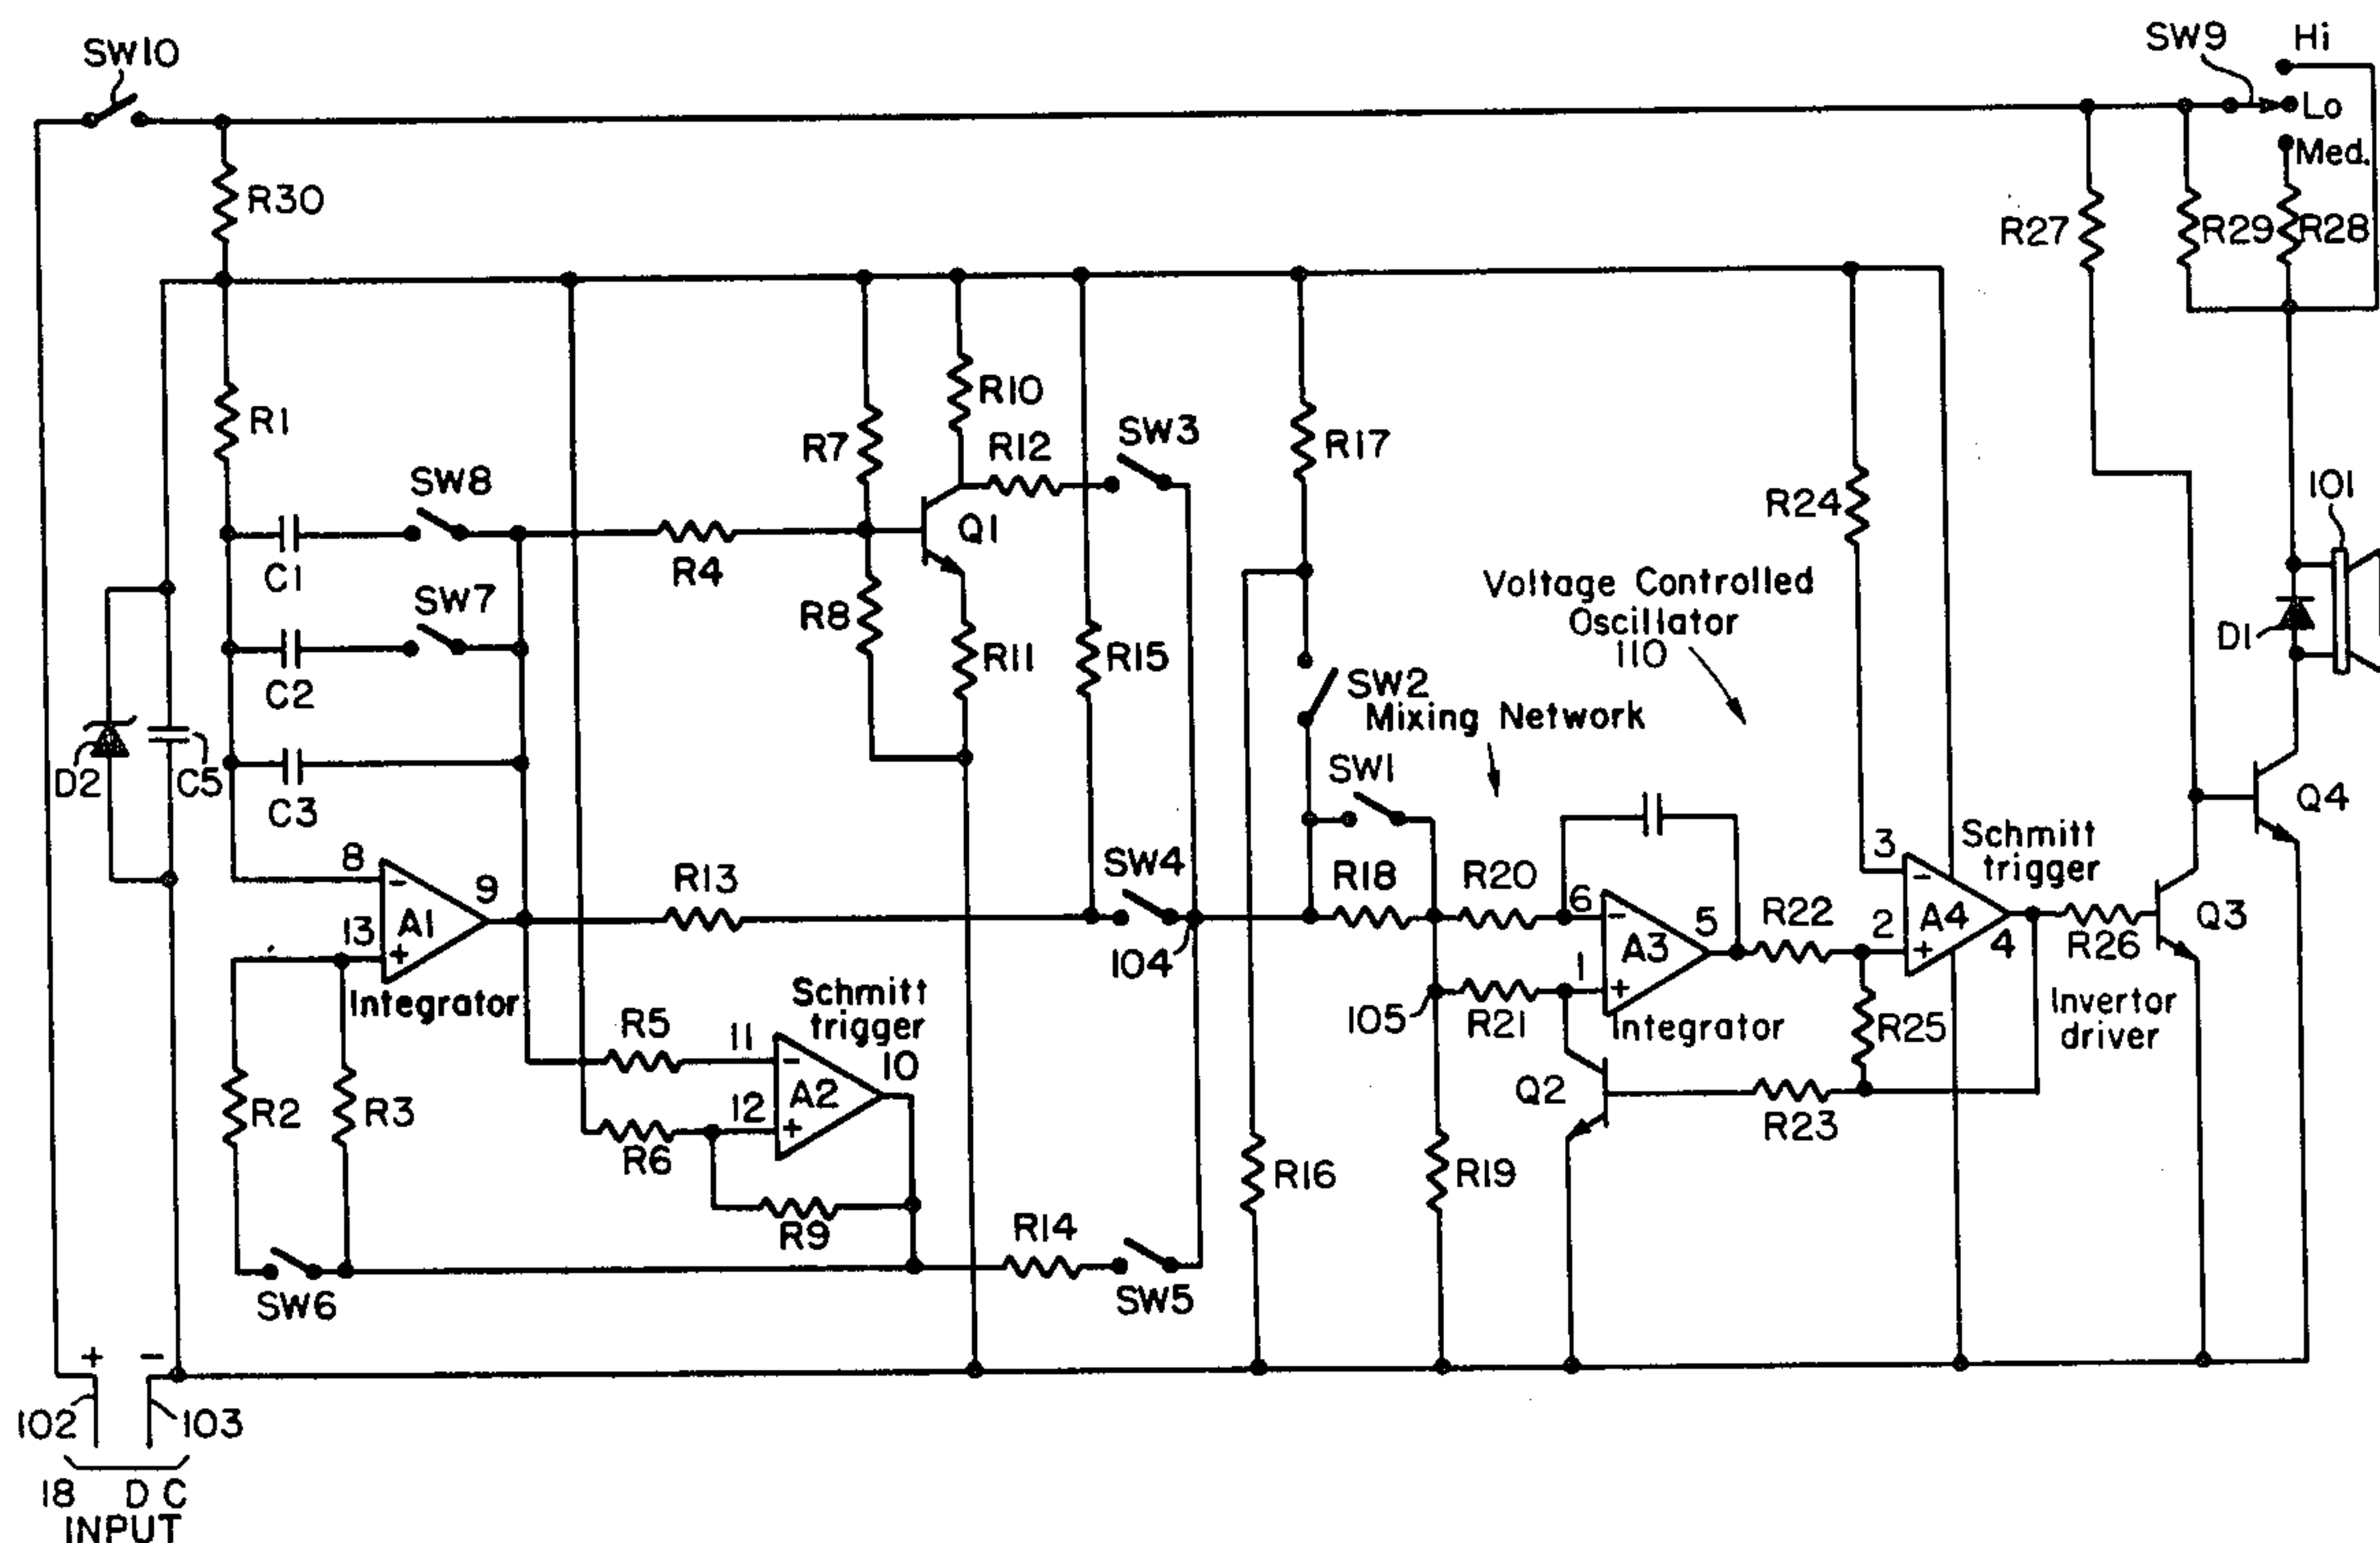 SW10
SW9
Hi
Lo
Med.
R30
R27
R29
R28
R1
R7
R10
R12
SW3
R17
R24
101
SW8
C1
R4
Q1
SW7
C2
R8
R11
R15
Voltage Controlled
Oscillator
110
D1
D2
C5
C3
SW2
Mixing Network
SW1
Q4
8
13
A1
9
Integrator
R13
SW4
104
R18
R20
6
1
A3
5
Integrator
R22
3
2
A4
4
Schmitt
trigger
R26
Q3
Invertor
driver
105
R21
R25
Schmitt
trigger
R5
11
12
A2
10
R2
R3
R6
R9
Q2
R23
R14
R16
R19
SW6
SW5
+ −
102
103
18 DC
INPUT